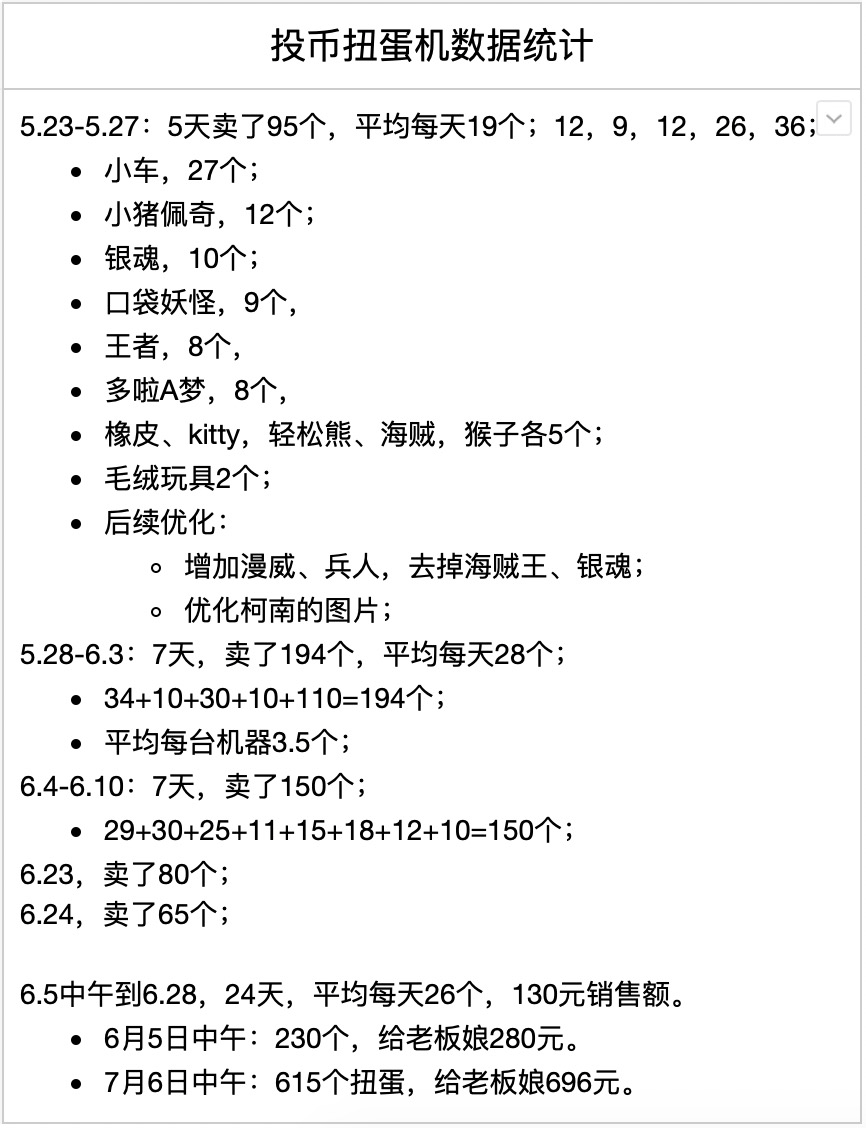 投币扭蛋机数据统计
5.23-5.27：5天卖了95个，平均每天19个；12，9，12，26，36；
小车，27个；
小猪佩奇，12个；
银魂，10个；
口袋妖怪，9个，
王者，8个，
多啦A梦，8个，
橡皮、kitty，轻松熊、海贼，猴子各5个；
毛绒玩具2个；
后续优化：
增加漫威、兵人，去掉海贼王、银魂；
优化柯南的图片；
5.28-6.3：7天，卖了194个，平均每天28个；
34+10+30+10+110=194个；
平均每台机器3.5个；
6.4-6.10：7天，卖了150个；
29+30+25+11+15+18+12+10=150个；
6.23，卖了80个；
6.24，卖了65个；
6.5中午到6.28，24天，平均每天26个，130元销售额。
6月5日中午：230个，给老板娘280元。
7月6日中午：615个扭蛋，给老板娘696元。